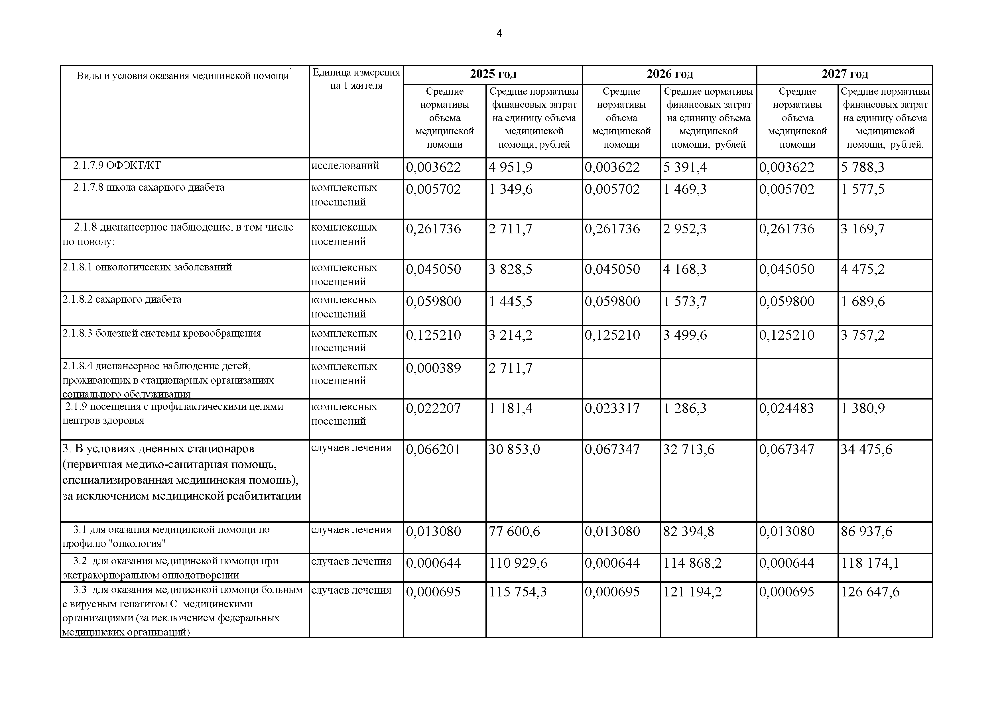 4
Виды и условия оказания медицинской помощи1
Единица измерения
на 1 жителя
2025 год
2026 год
2027 год
Средние
нормативы
объема
медицинской
помощи
Средние нормативы
финансовых затрат
на единицу объема
медицинской
помощи, рублей
Средние
нормативы
объема
медицинской
помощи
Средние нормативы
финансовых затрат
на единицу объема
медицинской
помощи, рублей
Средние
нормативы
объема
медицинской
помощи
Средние нормативы
финансовых затрат
на единицу объема
медицинской
помощи, рублей.
2.1.7.9 ОФЭКТ/КТ
исследований
0,003622 4 951,9 0,003622 5 391,4 0,003622 5 788,3
2.1.7.8 школа сахарного диабета
комплексных
посещений
0,005702 1 349,6 0,005702 1 469,3 0,005702 1 577,5
2.1.8 диспансерное наблюдение, в том числе
по поводу:
комплексных
посещений
0,261736 2 711,7 0,261736 2 952,3 0,261736 3 169,7
2.1.8.1 онкологических заболеваний
комплексных
посещений
0,045050 3 828,5 0,045050 4 168,3 0,045050 4 475,2
2.1.8.2 сахарного диабета
комплексных
посещений
0,059800 1 445,5 0,059800 1 573,7 0,059800 1 689,6
2.1.8.3 болезней системы кровообращения
комплексных
посещений
0,125210 3 214,2 0,125210 3 499,6 0,125210 3 757,2
2.1.8.4 диспансерное наблюдение детей,
проживающих в стационарных организациях
социального обслуживания
комплексных
посещений
0,000389 2 711,7
2.1.9 посещения с профилактическими целями
центров здоровья
комплексных
посещений
0,022207 1 181,4 0,023317 1 286,3 0,024483 1 380,9
3. В условиях дневных стационаров
(первичная медико-санитарная помощь,
специализированная медицинская помощь),
за исключением медицинской реабилитации
случаев лечения
0,066201 30 853,0 0,067347 32 713,6 0,067347 34 475,6
3.1 для оказания медицинской помощи по
профилю "онкология"
случаев лечения
0,013080 77 600,6 0,013080 82 394,8 0,013080 86 937,6
3.2 для оказания медицинской помощи при
экстракорпоральном оплодотворении
случаев лечения
0,000644 110 929,6 0,000644 114 868,2 0,000644 118 174,1
3.3 для оказания медициснкой помощи больным
с вирусным гепатитом С медицинскими
организациями (за исключением федеральных
медицинских организаций)
случаев лечения
0,000695 115 754,3 0,000695 121 194,2 0,000695 126 647,6